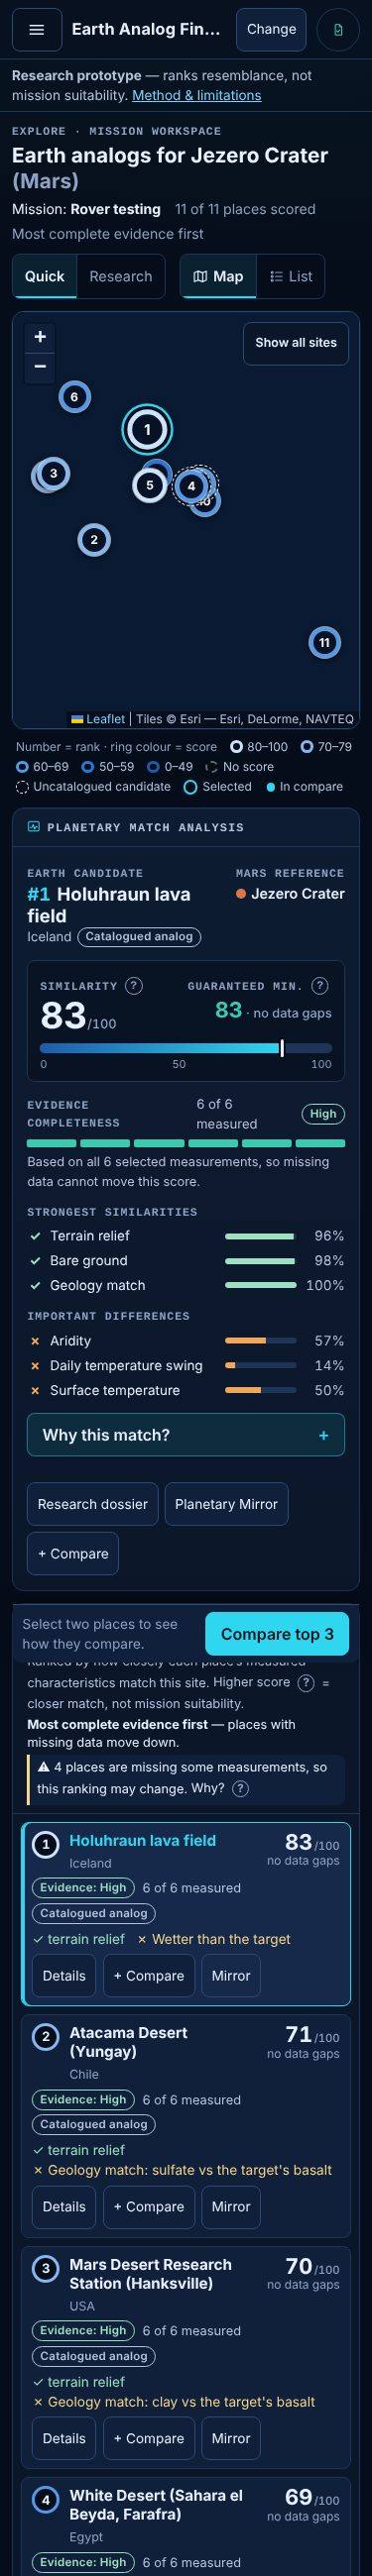 Earth Analog Fin...
Change
Research prototype — ranks resemblance, not
mission suitability. Method & limitations
EXPLORE · MISSION WORKSPACE
Earth analogs for Jezero Crater
(Mars)
Mission: Rover testing 11 of 11 places scored
Most complete evidence first
Quick Research Map List
+
−
Show all sites
6
1
3
5
4
2
11
Leaflet | Tiles © Esri — Esri, DeLorme, NAVTEQ
Number = rank · ring colour = score 80–100 70–79
60–69 50–59 0–49 No score
Uncatalogued candidate Selected In compare
PLANETARY MATCH ANALYSIS
EARTH CANDIDATE
#1 Holuhraun lava
field
Iceland Catalogued analog
MARS REFERENCE
Jezero Crater
SIMILARITY ?
83/100
GUARANTEED MIN. ?
83 · no data gaps
0 50 100
EVIDENCE
COMPLETENESS
6 of 6
measured
High
Based on all 6 selected measurements, so missing
data cannot move this score.
STRONGEST SIMILARITIES
✓ Terrain relief 96%
✓ Bare ground 98%
✓ Geology match 100%
IMPORTANT DIFFERENCES
× Aridity 57%
× Daily temperature swing 14%
× Surface temperature 50%
Why this match? +
Research dossier Planetary Mirror
+ Compare
Select two places to see
how they compare.
Compare top 3
Ranked by how closely each place's measured
characteristics match this site. Higher score ? =
closer match, not mission suitability.
Most complete evidence first — places with
missing data move down.
⚠ 4 places are missing some measurements, so
this ranking may change. Why? ?
1 Holuhraun lava field 83/100
Iceland no data gaps
Evidence: High 6 of 6 measured
Catalogued analog
✓ terrain relief × Wetter than the target
Details + Compare Mirror
2 Atacama Desert 71/100
(Yungay) no data gaps
Chile
Evidence: High 6 of 6 measured
Catalogued analog
✓ terrain relief
× Geology match: sulfate vs the target's basalt
Details + Compare Mirror
3 Mars Desert Research 70/100
Station (Hanksville) no data gaps
USA
Evidence: High 6 of 6 measured
Catalogued analog
✓ terrain relief
× Geology match: clay vs the target's basalt
Details + Compare Mirror
4 White Desert (Sahara el 69/100
Beyda, Farafra) no data gaps
Egypt
Evidence: High 6 of 6 measured